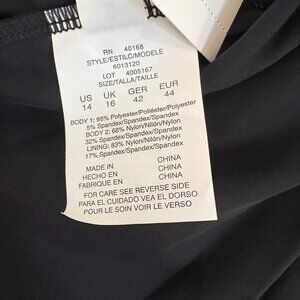 RN 40168
STYLE/ESTILO/MODELE
6013120
LOT 4005167
SIZE/TALLA/TAILLE
US UK GER EUR
14 16 42 44
BODY 1: 95% Polyester/Poliéster/Polyester
5% Spandex/Spandex/Spandex
BODY 2: 68% Nylon/Nilón/Nylon
32% Spandex/Spandex/Spandex
LINING: 83% Nylon/Nilón/Nylon
17% Spandex/Spandex/Spandex
MADE IN CHINA
HECHO EN CHINA
FABRIQUE EN CHINA
FOR CARE SEE REVERSE SIDE
PARA EL CUIDADO VEA EL DORSO
POUR LE SOIN VOIR LE VERSO